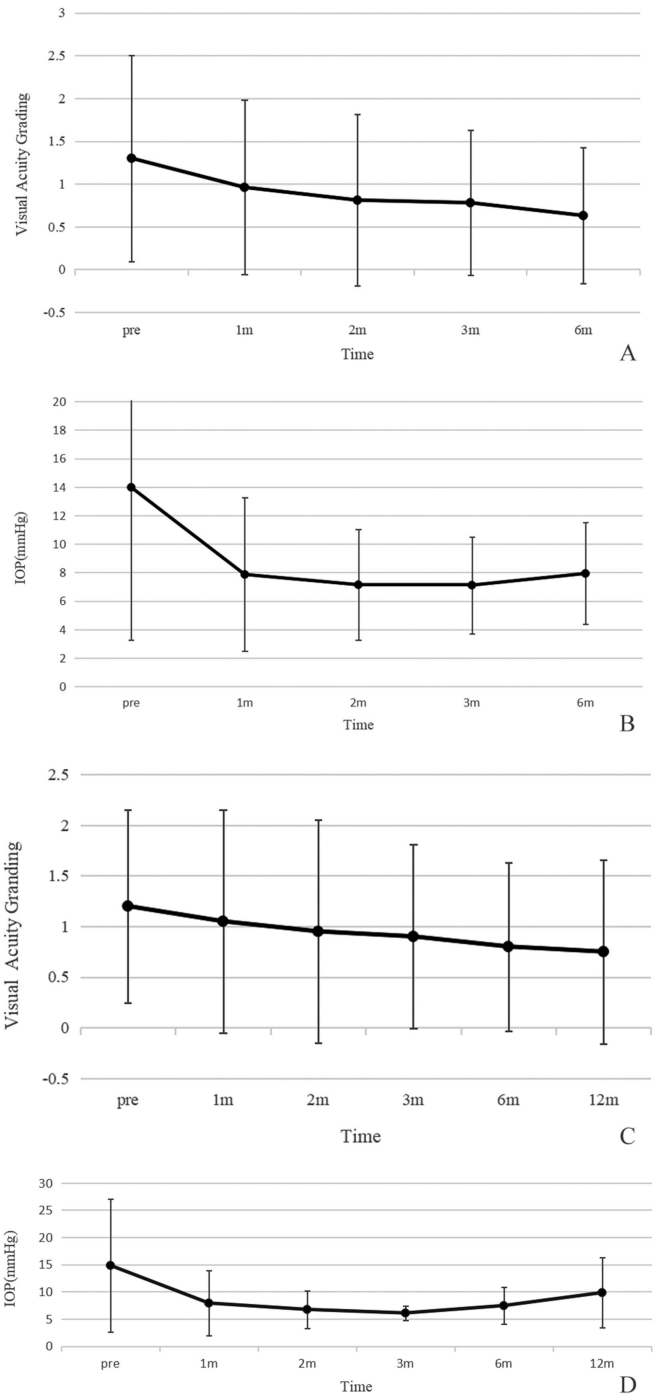 3
2.5
2
1.5
1
0.5
0
-0.5
Visual Acuity Grading
pre 1m 2m 3m 6m
Time
A
20
18
16
14
12
10
8
6
4
2
0
IOP(mmHg)
pre 1m 2m 3m 6m
Time
B
2.5
2
1.5
1
0.5
0
-0.5
Visual Acuity Granding
pre 1m 2m 3m 6m 12m
Time
C
30
25
20
15
10
5
0
IOP(mmHg)
pre 1m 2m 3m 6m 12m
Time
D